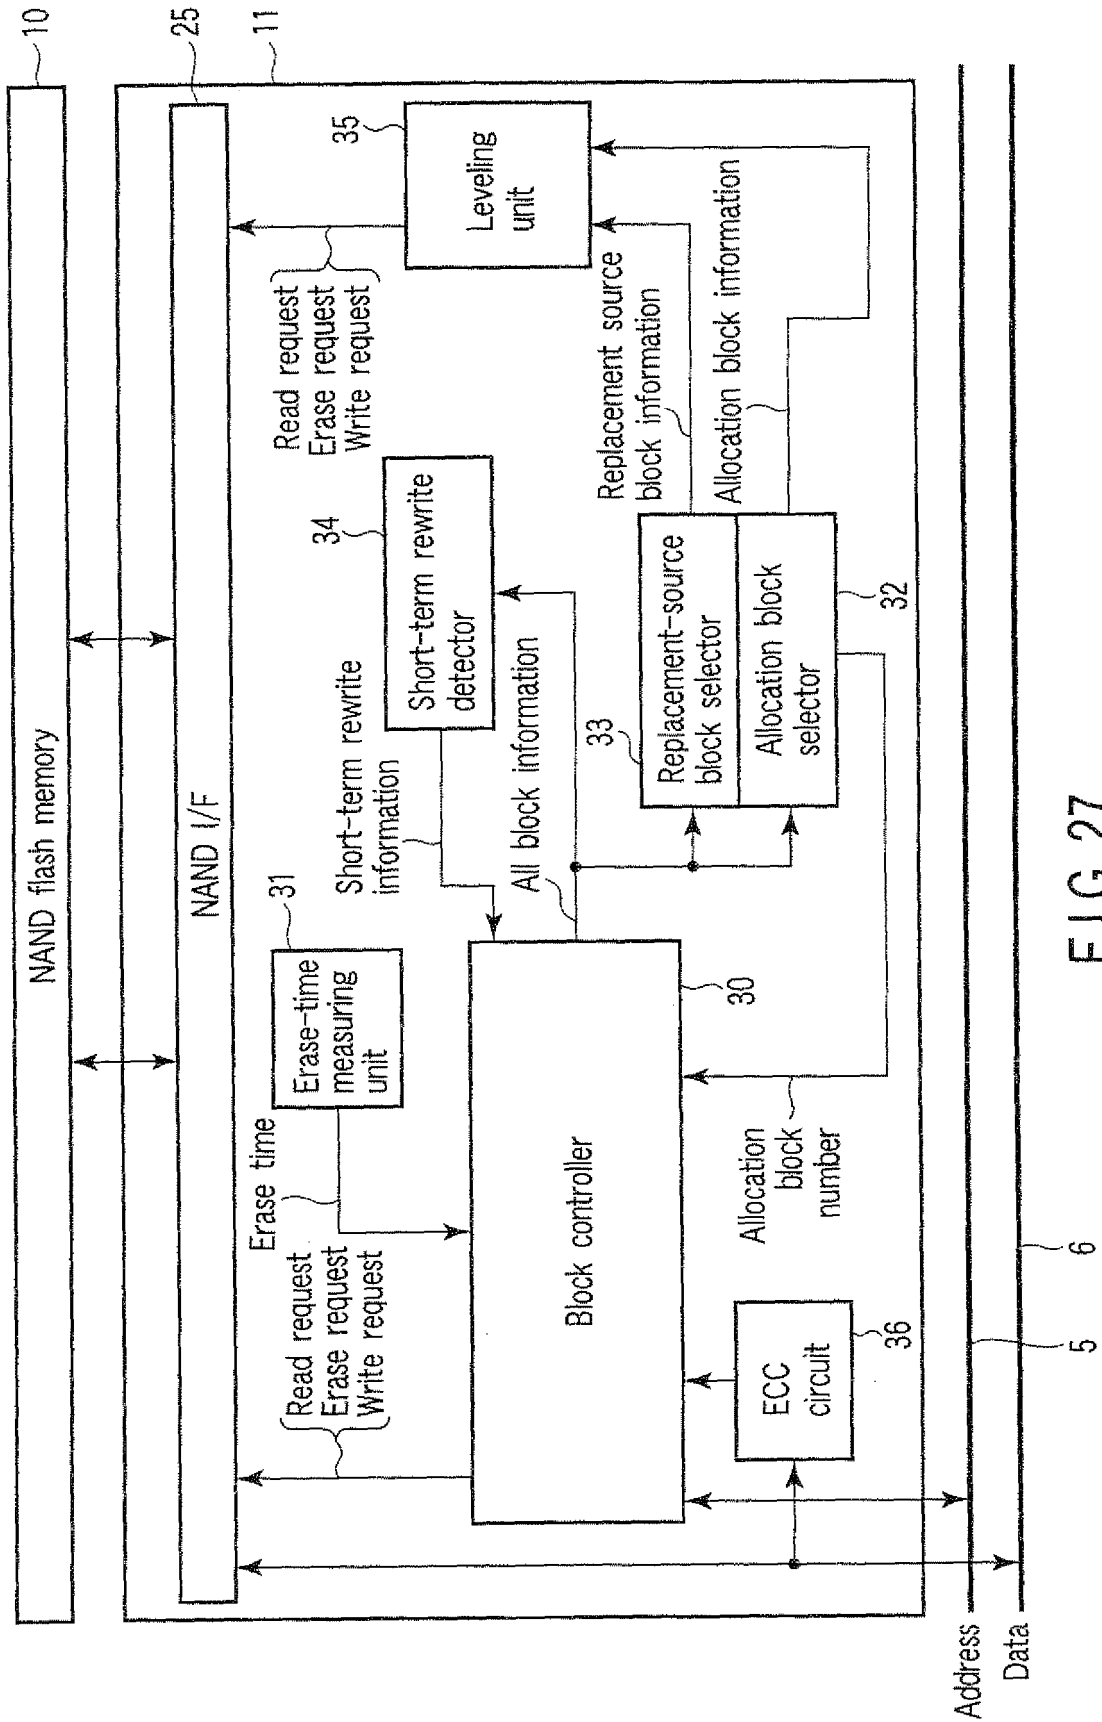 10
NAND flash memory
25
NAND I/F
11
Read request
Erase request
Write request
Erase time
31
Erase-time
measuring
unit
Short-term rewrite
information
34
Short-term rewrite
detector
Read request
Erase request
Write request
35
Leveling
unit
Block controller
30
All block information
33
Replacement-source
block selector
Allocation block
selector
32
Replacement source
block information
Allocation block information
Allocation
block
number
ECC
circuit
36
Address
5
Data
6
FIG. 27